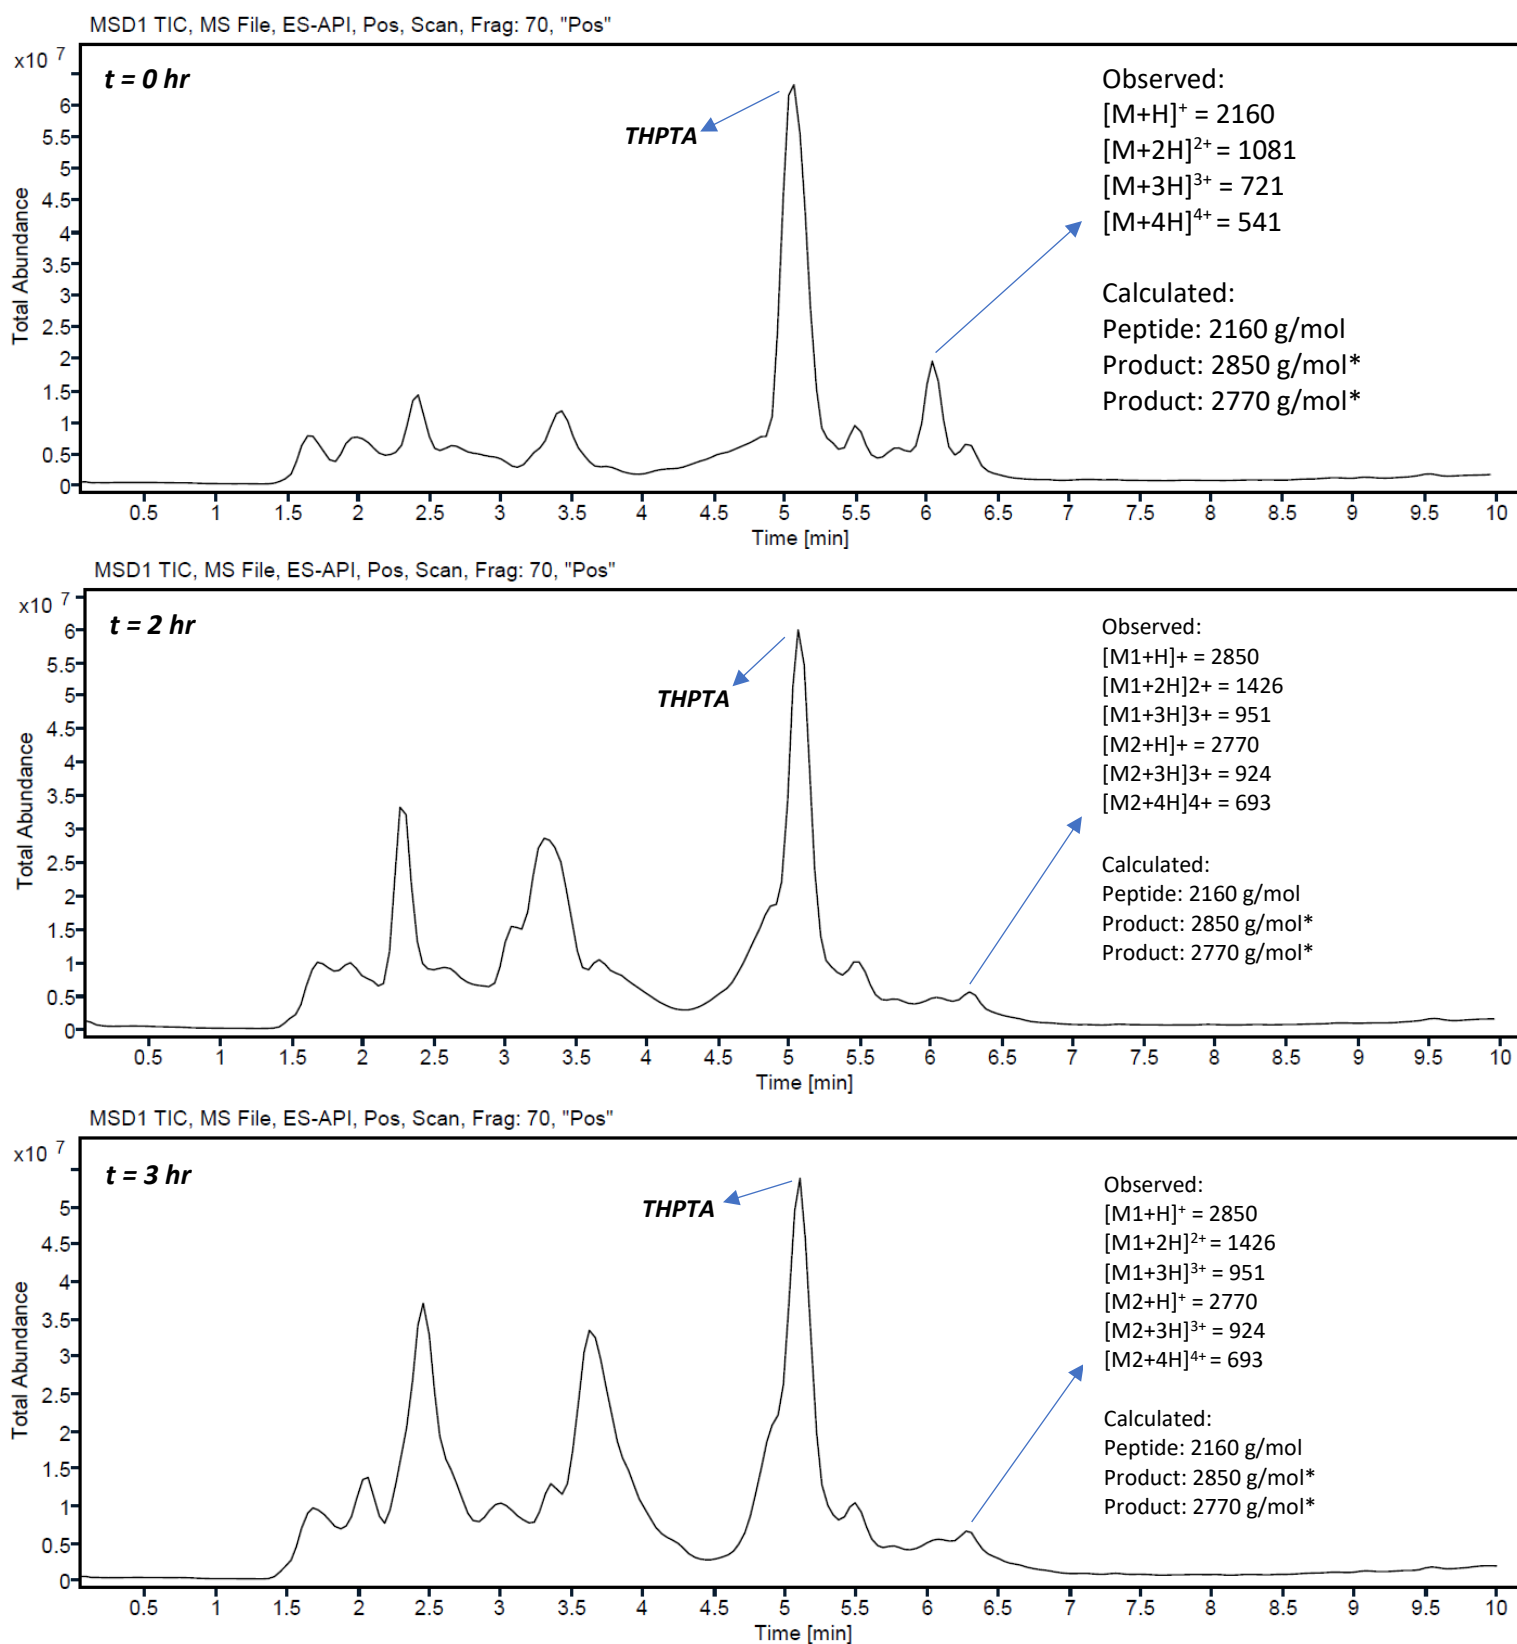 MSD1 TIC, MS File, ES-API, Pos, Scan, Frag: 70, "Pos"
x10 7
t = 0 hr
THPTA
Observed:
[M+H]⁺ = 2160
[M+2H]²⁺ = 1081
[M+3H]³⁺ = 721
[M+4H]⁴⁺ = 541
Calculated:
Peptide: 2160 g/mol
Product: 2850 g/mol*
Product: 2770 g/mol*
Total Abundance
6
5.5
5
4.5
4
3.5
3
2.5
2
1.5
1
0.5
0
0.5 1 1.5 2 2.5 3 3.5 4 4.5 5 5.5 6 6.5 7 7.5 8 8.5 9 9.5 10
Time [min]
MSD1 TIC, MS File, ES-API, Pos, Scan, Frag: 70, "Pos"
x10 7
t = 2 hr
THPTA
Observed:
[M1+H]+ = 2850
[M1+2H]2+ = 1426
[M1+3H]3+ = 951
[M2+H]+ = 2770
[M2+3H]3+ = 924
[M2+4H]4+ = 693
Calculated:
Peptide: 2160 g/mol
Product: 2850 g/mol*
Product: 2770 g/mol*
Total Abundance
6
5.5
5
4.5
4
3.5
3
2.5
2
1.5
1
0.5
0
0.5 1 1.5 2 2.5 3 3.5 4 4.5 5 5.5 6 6.5 7 7.5 8 8.5 9 9.5 10
Time [min]
MSD1 TIC, MS File, ES-API, Pos, Scan, Frag: 70, "Pos"
x10 7
t = 3 hr
THPTA
Observed:
[M1+H]⁺ = 2850
[M1+2H]²⁺ = 1426
[M1+3H]³⁺ = 951
[M2+H]⁺ = 2770
[M2+3H]³⁺ = 924
[M2+4H]⁴⁺ = 693
Calculated:
Peptide: 2160 g/mol
Product: 2850 g/mol*
Product: 2770 g/mol*
Total Abundance
5
4.5
4
3.5
3
2.5
2
1.5
1
0.5
0
0.5 1 1.5 2 2.5 3 3.5 4 4.5 5 5.5 6 6.5 7 7.5 8 8.5 9 9.5 10
Time [min]